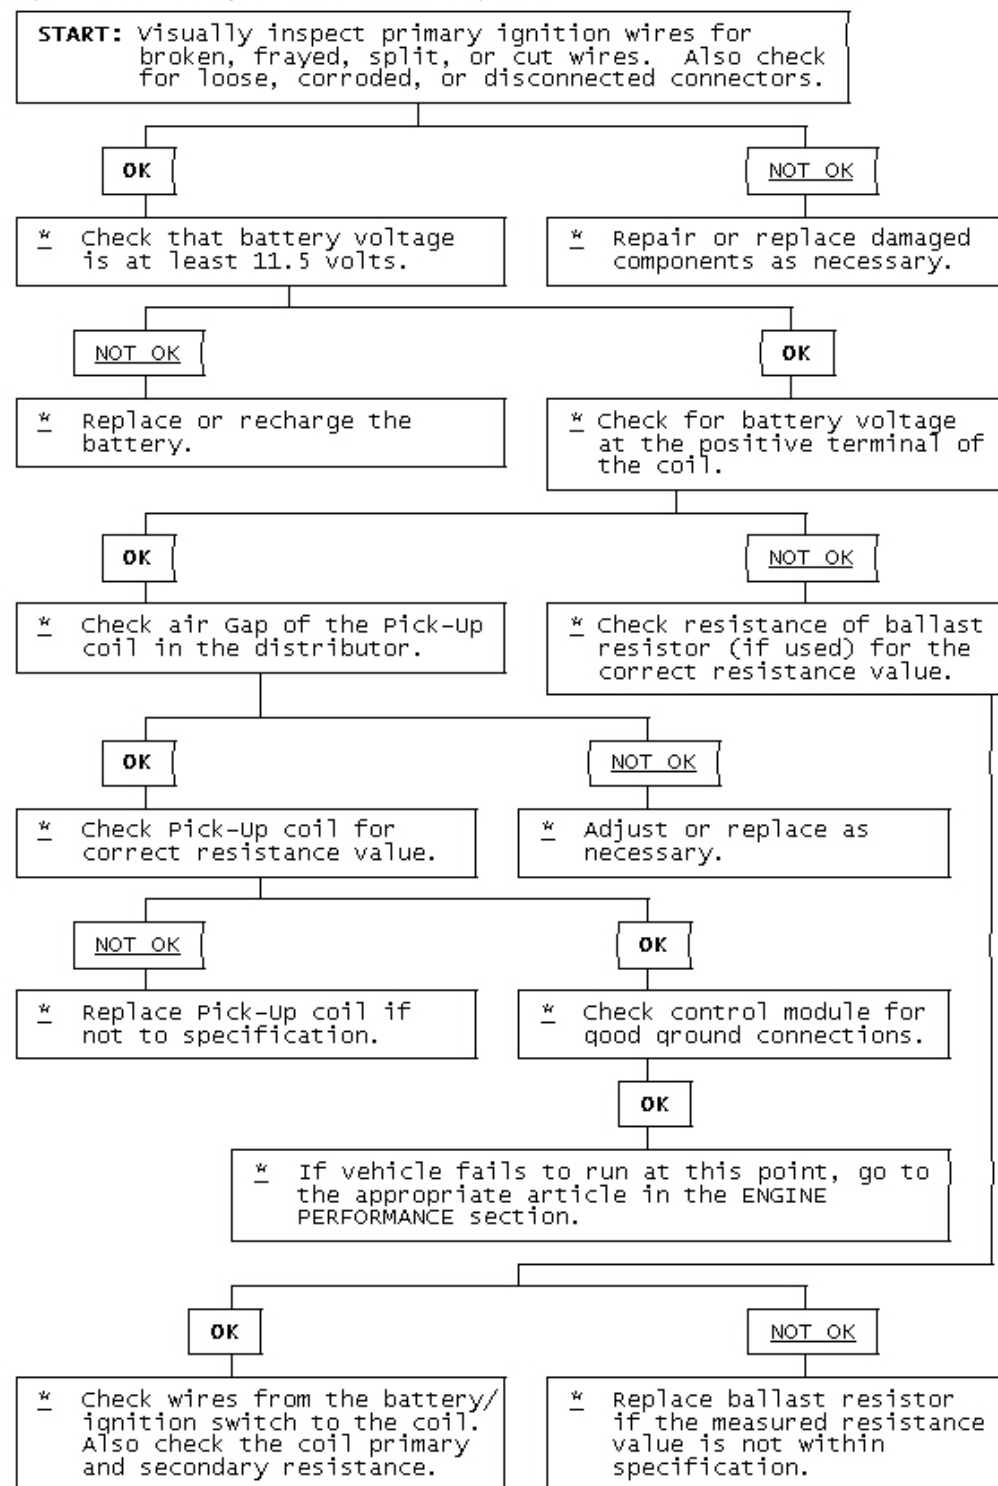 START: Visually inspect primary ignition wires for
broken, frayed, split, or cut wires. Also check
for loose, corroded, or disconnected connectors.
OK
NOT OK
* Check that battery voltage
is at least 11.5 volts.
* Repair or replace damaged
components as necessary.
NOT OK
OK
* Replace or recharge the
battery.
* Check for battery voltage
at the positive terminal of
the coil.
OK
NOT OK
* Check air Gap of the Pick-Up
coil in the distributor.
* Check resistance of ballast
resistor (if used) for the
correct resistance value.
OK
NOT OK
* Check Pick-Up coil for
correct resistance value.
* Adjust or replace as
necessary.
NOT OK
OK
* Replace Pick-Up coil if
not to specification.
* Check control module for
good ground connections.
OK
* If vehicle fails to run at this point, go to
the appropriate article in the ENGINE
PERFORMANCE section.
OK
NOT OK
* Check wires from the battery/
ignition switch to the coil.
Also check the coil primary
and secondary resistance.
* Replace ballast resistor
if the measured resistance
value is not within
specification.